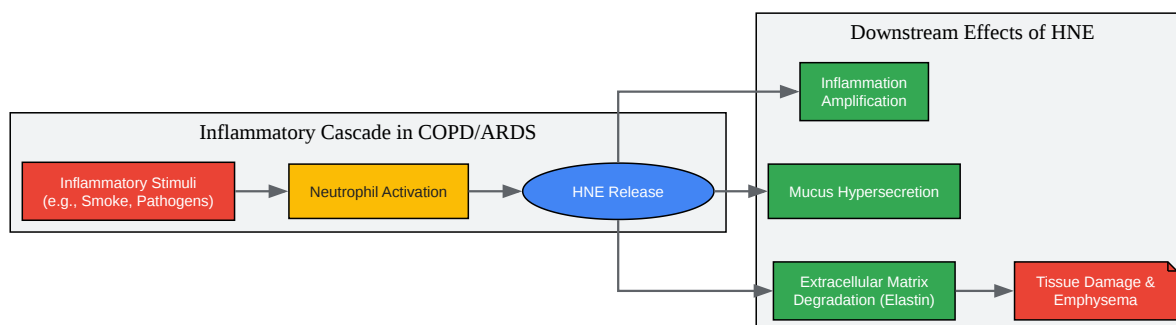 Downstream Effects of HNE
Inflammation
Amplification
Inflammatory Cascade in COPD/ARDS
Inflammatory Stimuli
(e.g., Smoke, Pathogens)
Neutrophil Activation
HNE Release
Mucus Hypersecretion
Extracellular Matrix
Degradation (Elastin)
Tissue Damage &
Emphysema